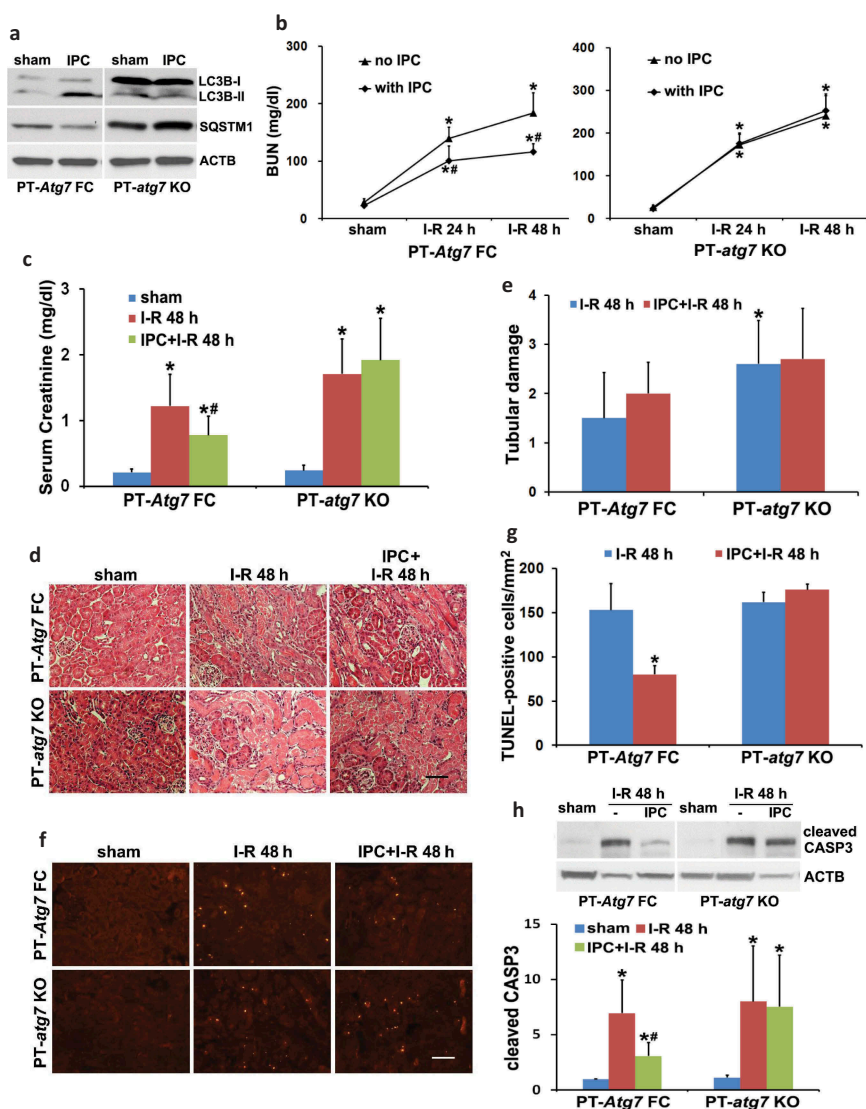 a
sham IPC sham IPC
LC3B-I
LC3B-II
SQSTM1
ACTB
PT-Atg7 FC PT-atg7 KO
b
BUN (mg/dl)
300
200
100
0
no IPC
with IPC
*
*
*#
*#
sham I-R 24 h I-R 48 h
PT-Atg7 FC
400
300
200
100
0
no IPC
with IPC
*
*
*
*
sham I-R 24 h I-R 48 h
PT-atg7 KO
c
Serum Creatinine (mg/dl)
3
2
1
0
sham
I-R 48 h
IPC+I-R 48 h
*
*#
*
*
PT-Atg7 FC PT-atg7 KO
d
sham I-R 48 h IPC+
I-R 48 h
PT-Atg7 FC
PT-atg7 KO
e
Tubular damage
4
3
2
1
0
I-R 48 h IPC+I-R 48 h
*
PT-Atg7 FC PT-atg7 KO
f
sham I-R 48 h IPC+I-R 48 h
PT-Atg7 FC
PT-atg7 KO
g
TUNEL-positive cells/mm²
200
150
100
50
0
I-R 48 h IPC+I-R 48 h
*
PT-Atg7 FC PT-atg7 KO
h
I-R 48 h I-R 48 h
sham - IPC sham - IPC
cleaved
CASP3
ACTB
PT-Atg7 FC PT-atg7 KO
cleaved CASP3
15
10
5
0
sham I-R 48 h
IPC+I-R 48 h
*
*#
*
*
PT-Atg7 FC PT-atg7 KO